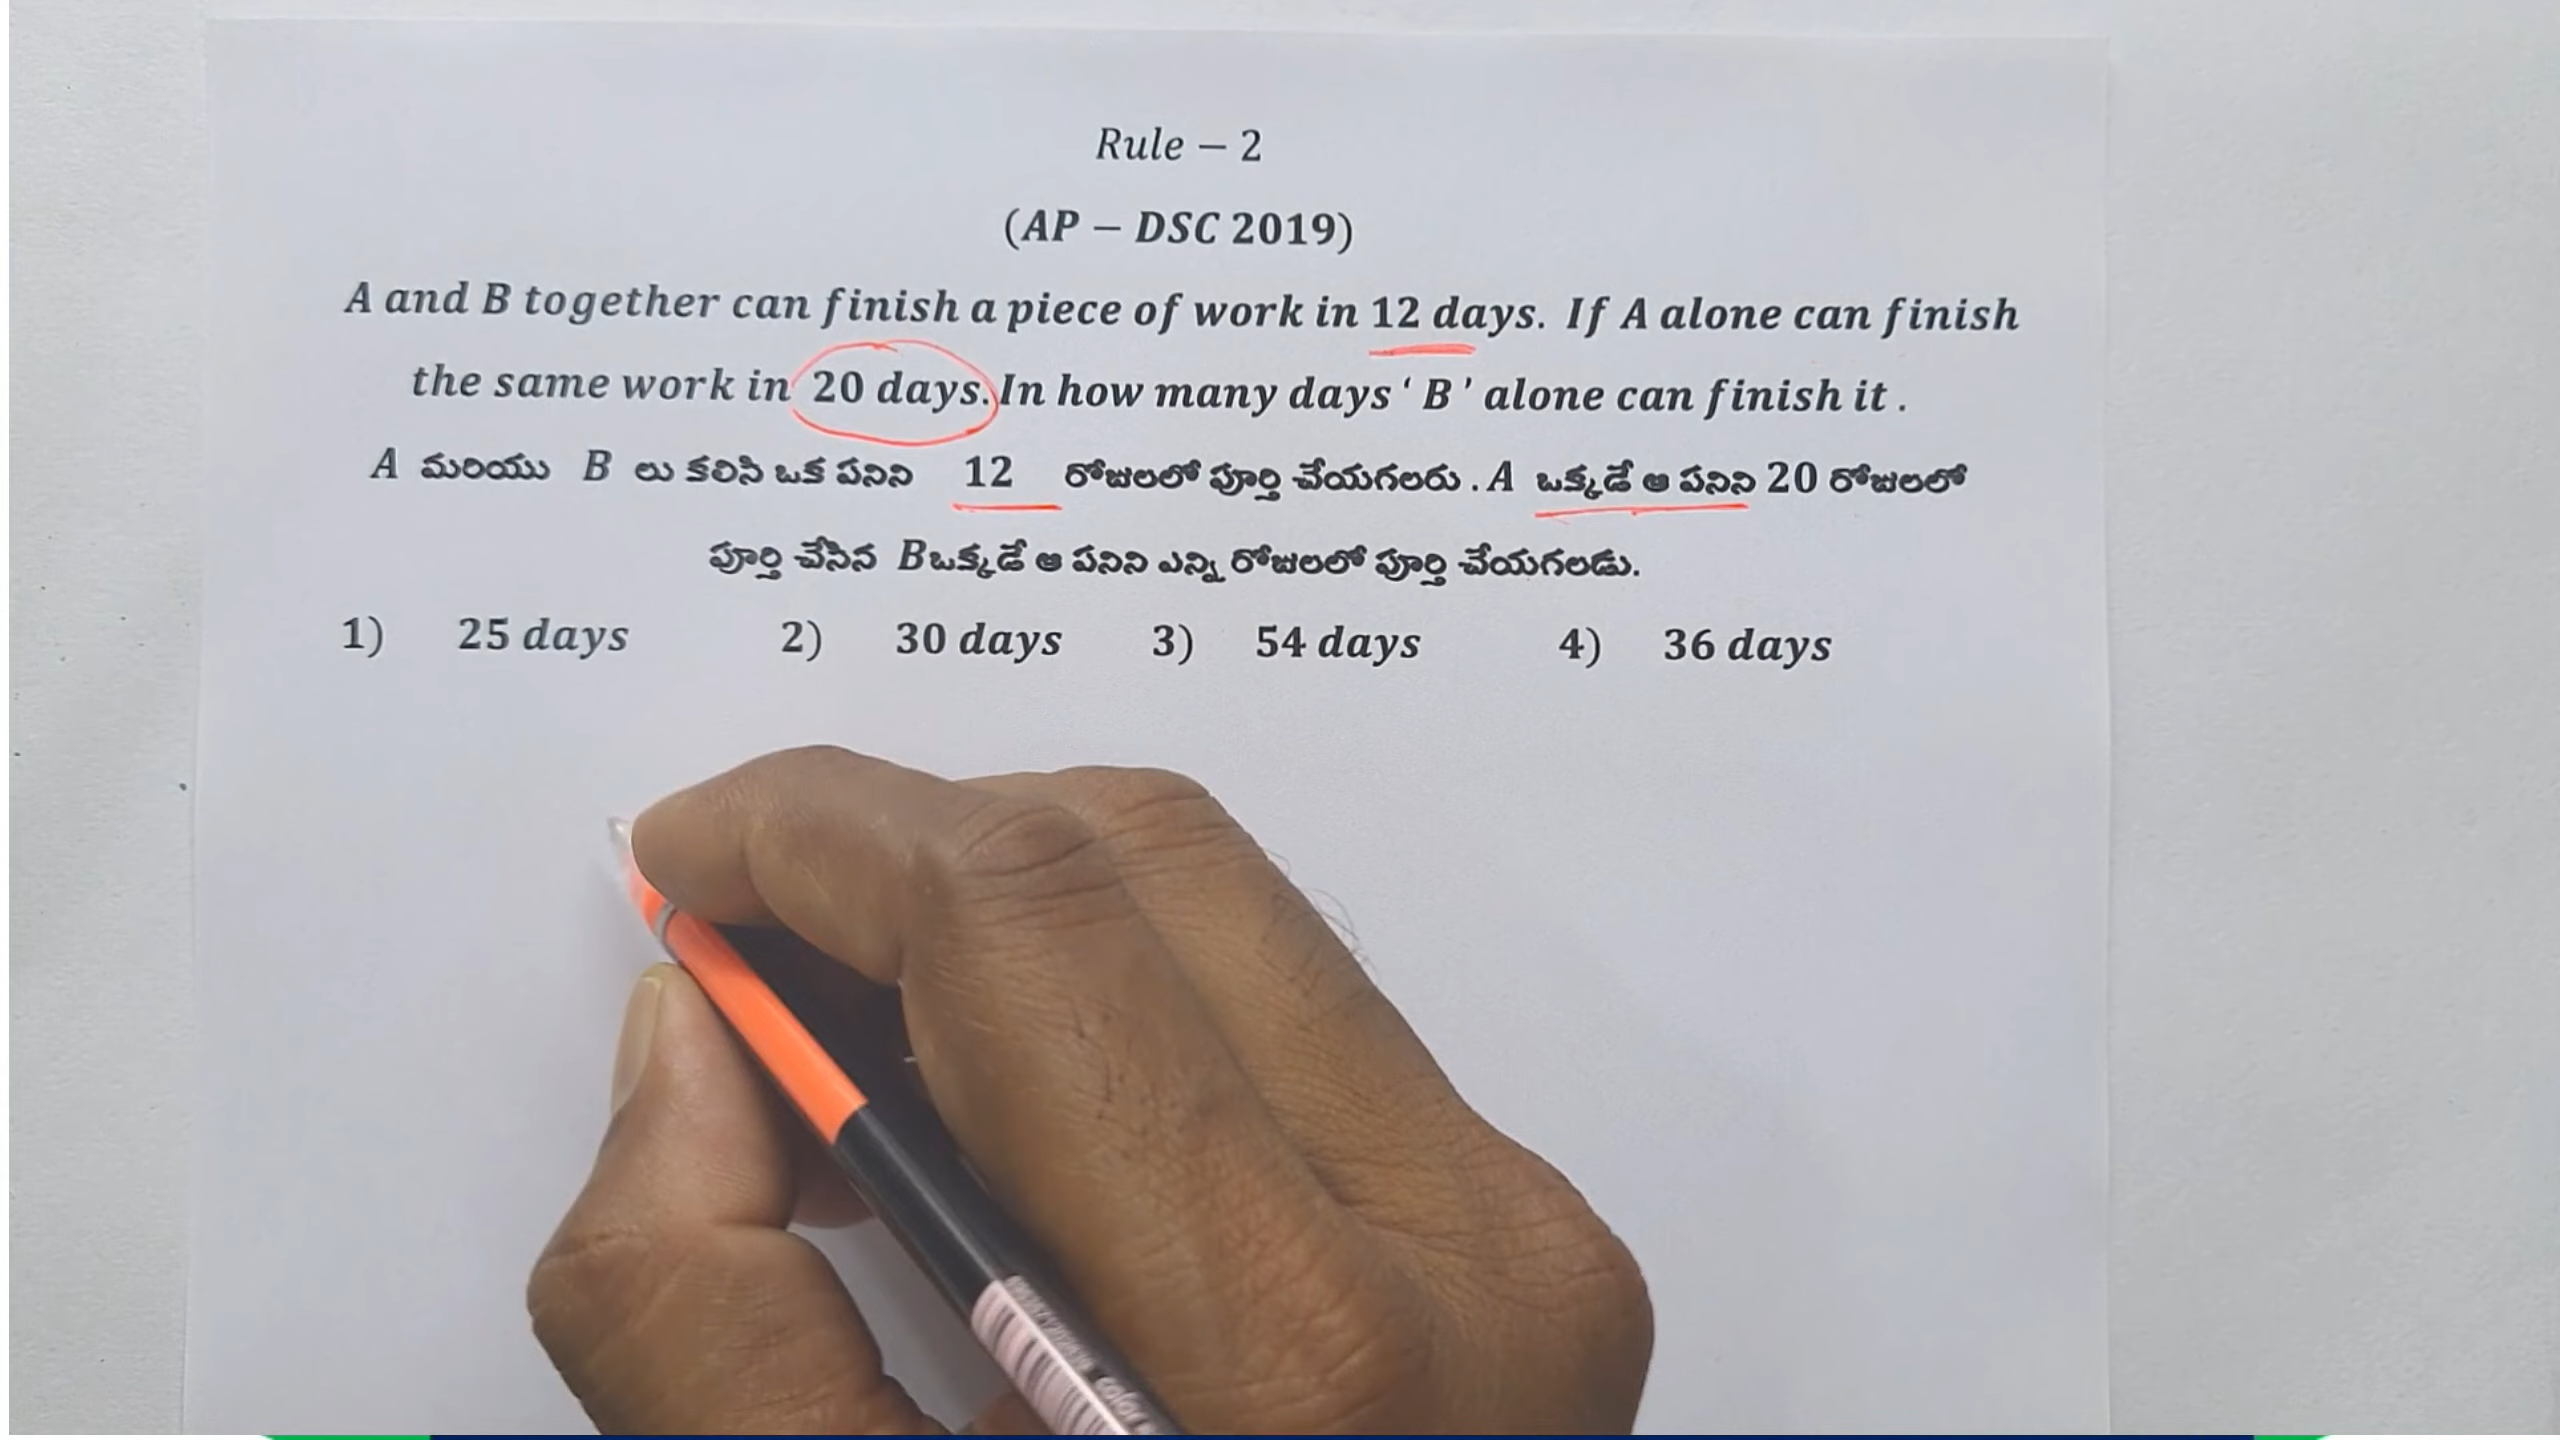 Rule – 2
(AP – DSC 2019)
A and B together can finish a piece of work in 12 days. If A alone can finish
the same work in 20 days. In how many days ‘ B ’ alone can finish it .
A మరియు B లు కలిసి ఒక పనిని 12 రోజులలో పూర్తి చేయగలరు . A ఒక్కడే ఆ పనిని 20 రోజులలో
పూర్తి చేసిన B ఒక్కడే ఆ పనిని ఎన్ని రోజులలో పూర్తి చేయగలడు.
1) 25 days 2) 30 days 3) 54 days 4) 36 days